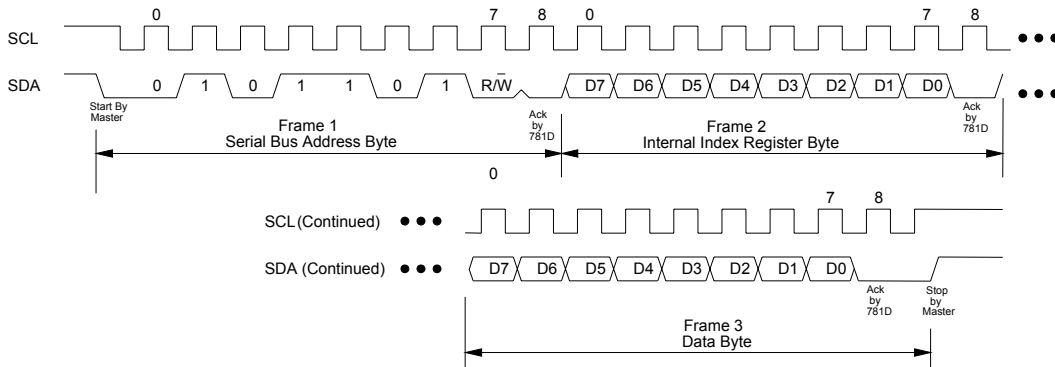 0 7 8 0 7 8
SCL
SDA 0 1 0 1 1 0 1 R/W̅ D7 D6 D5 D4 D3 D2 D1 D0
Start By
Master
Ack
by
781D
Ack
by
781D
Frame 1
Serial Bus Address Byte
Frame 2
Internal Index Register Byte
0 7 8
SCL (Continued)
SDA (Continued) D7 D6 D5 D4 D3 D2 D1 D0
Ack
by
781D
Stop
by
Master
Frame 3
Data Byte